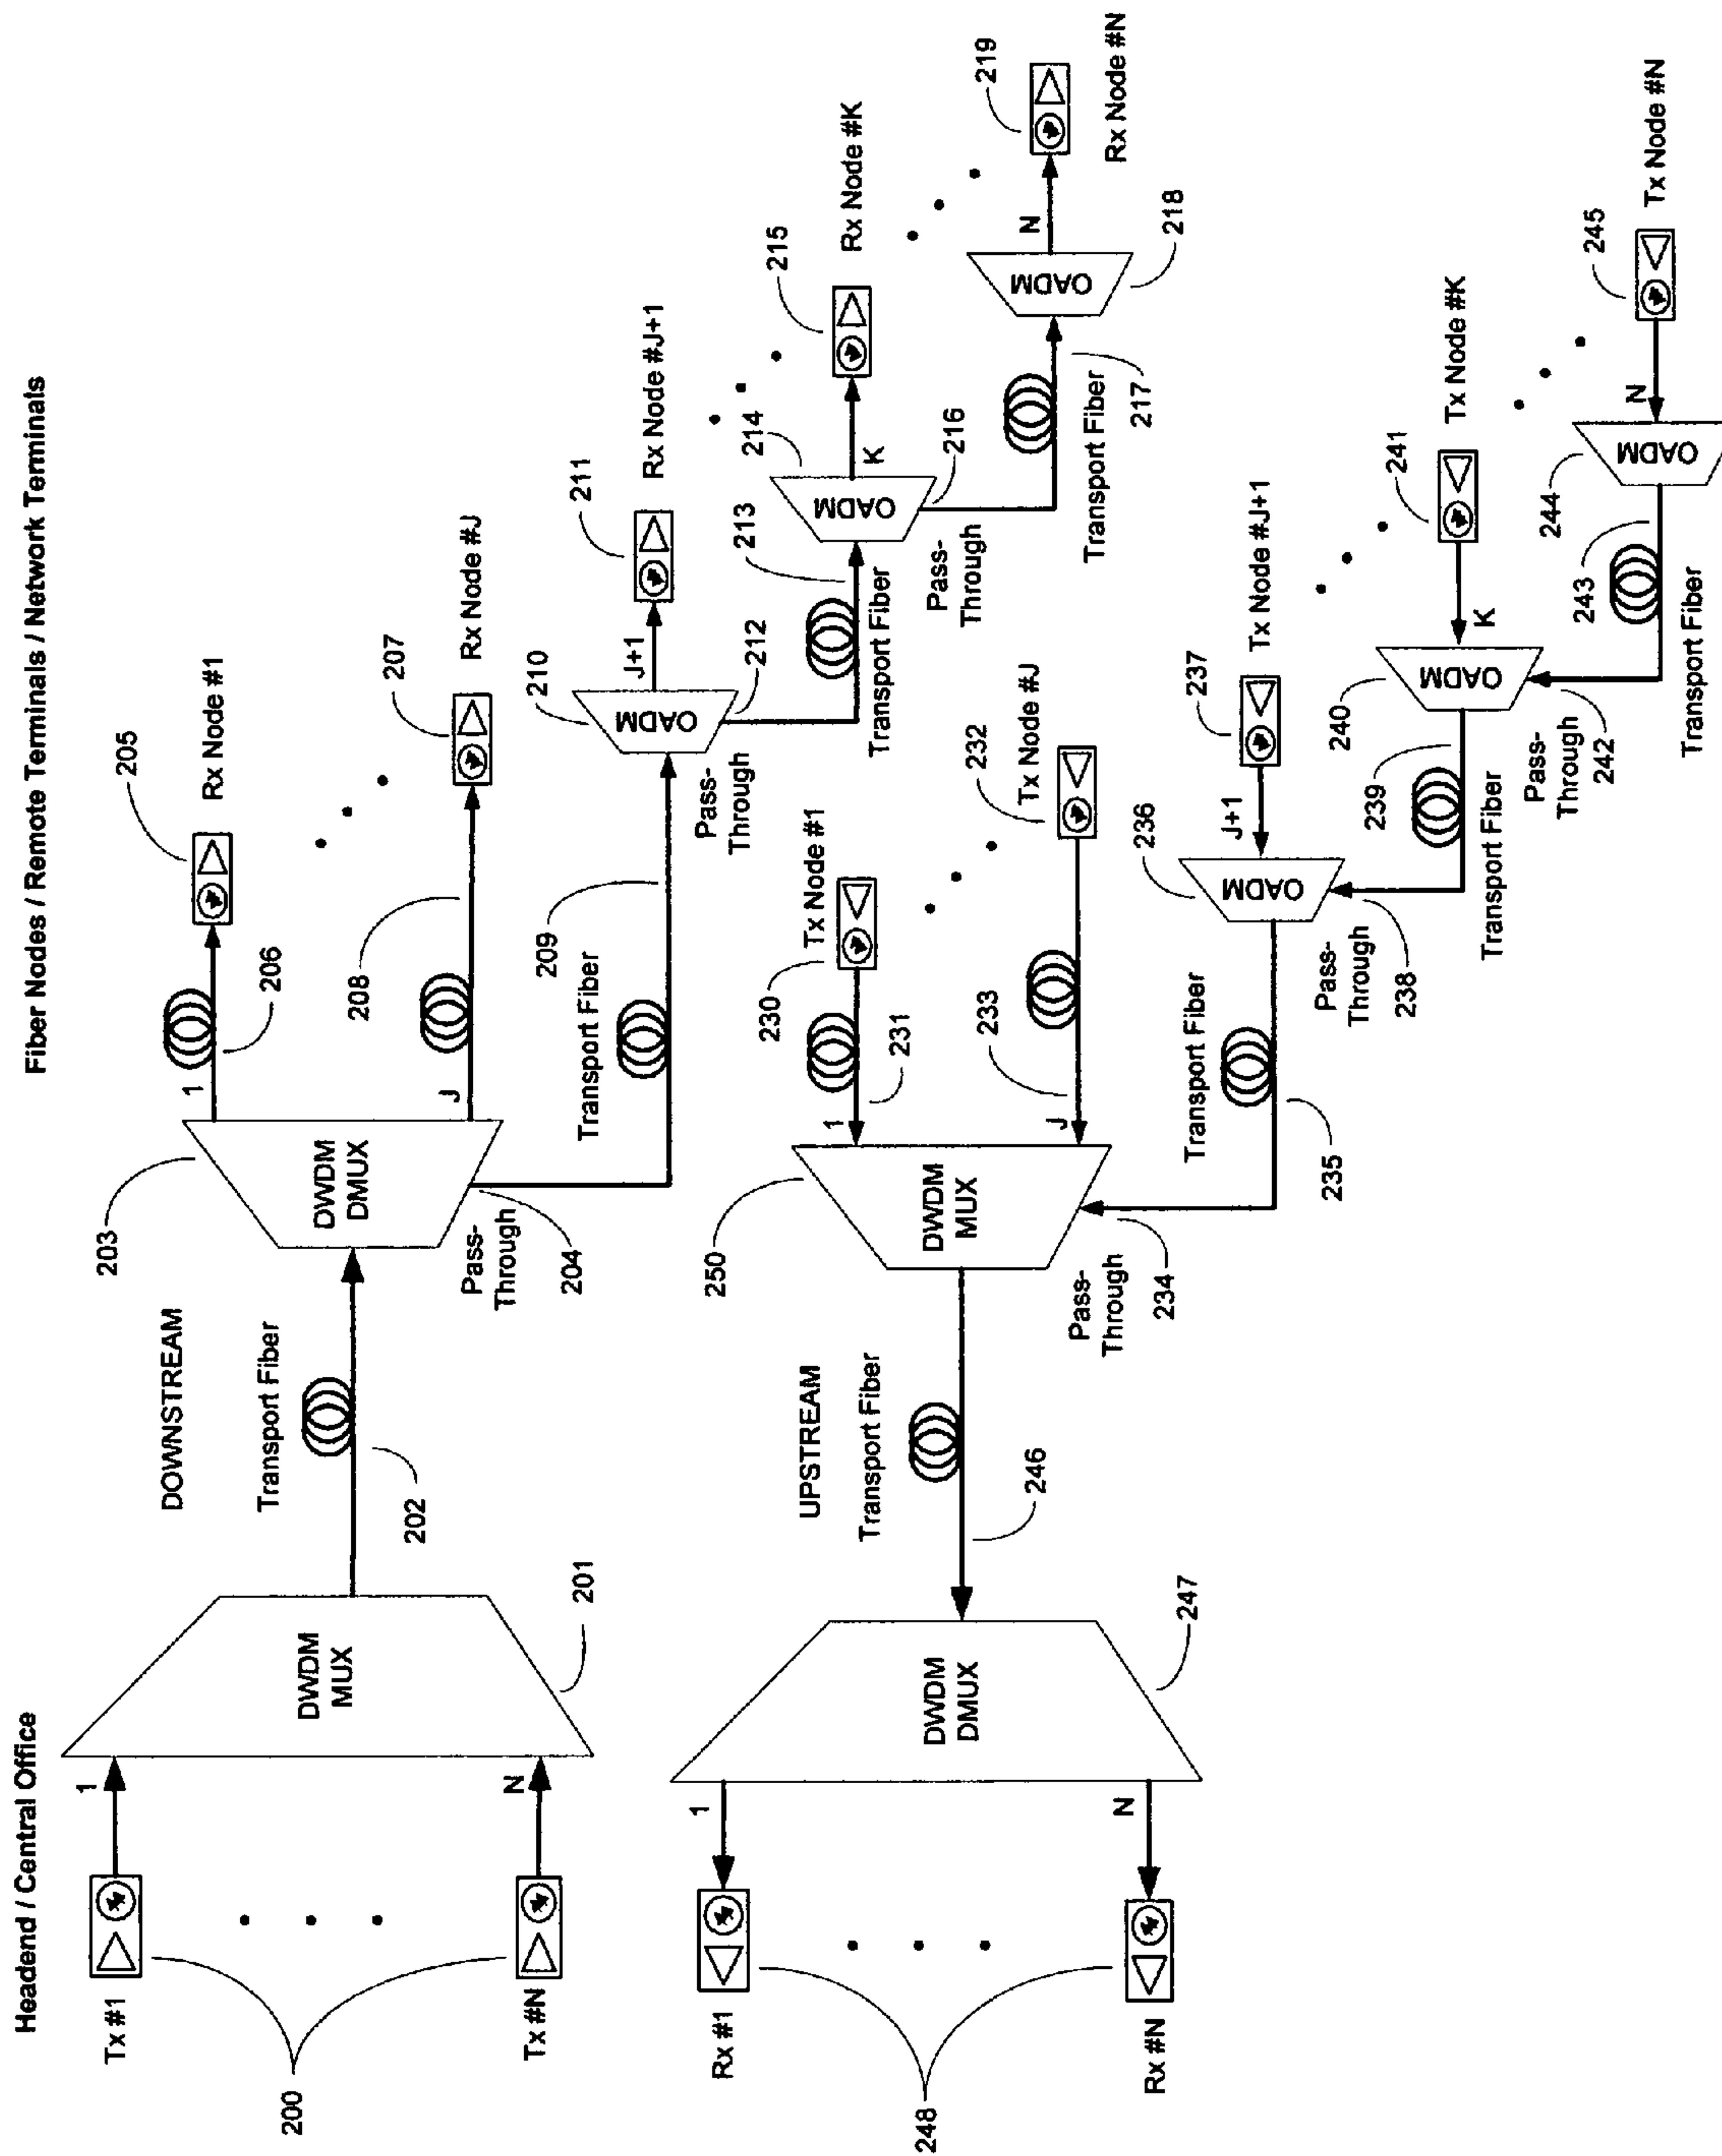 Headend / Central Office
Fiber Nodes / Remote Terminals / Network Terminals
DOWNSTREAM
Tx #1
1
Tx #N
N
200
DWDM
MUX
201
Transport Fiber
202
203
DWDM
DMUX
Pass-
Through
204
1
206
205
Rx Node #1
J
208
207
Rx Node #J
Transport Fiber
209
210
OADM
J+1
211
Rx Node #J+1
Pass-
Through
212
Transport Fiber
213
214
OADM
K
215
Rx Node #K
Pass-
Through
216
Transport Fiber
217
OADM
218
N
219
Rx Node #N
UPSTREAM
Rx #1
1
Rx #N
N
248
DWDM
DMUX
247
Transport Fiber
246
250
DWDM
MUX
Pass-
Through
234
1
231
230
Tx Node #1
J
233
232
Tx Node #J
Transport Fiber
235
236
OADM
J+1
237
Tx Node #J+1
Pass-
Through
238
Transport Fiber
239
240
OADM
K
241
Tx Node #K
Pass-
Through
242
Transport Fiber
243
244
OADM
N
245
Tx Node #N